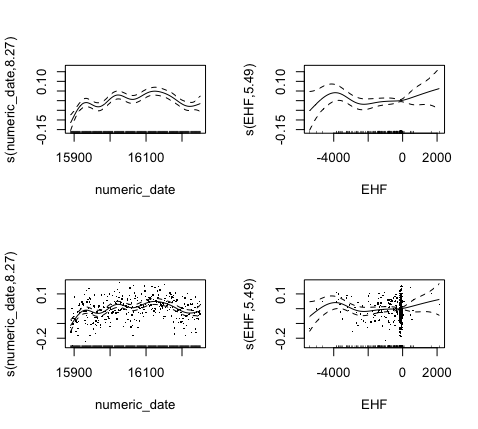 s(numeric_date,8.27)
0.10
-0.15
15900
16100
numeric_date
s(EHF,5.49)
0.10
-0.15
-4000
0
2000
EHF
s(numeric_date,8.27)
0.1
-0.2
15900
16100
numeric_date
s(EHF,5.49)
0.1
-0.2
-4000
0
2000
EHF